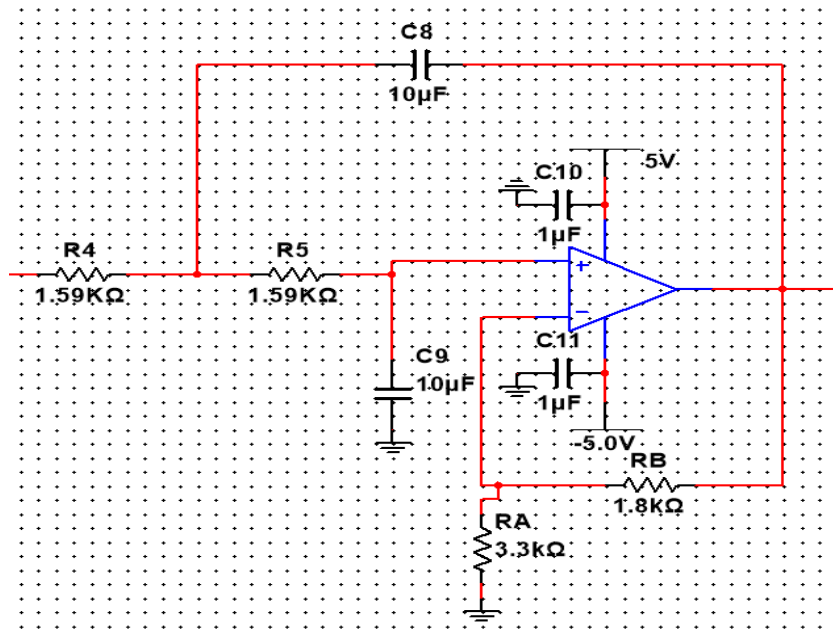 C8
10µF
5V
C10
1µF
R4
1.59KΩ
R5
1.59KΩ
+
−
C11
1µF
C9
10µF
-5.0V
RB
1.8kΩ
RA
3.3kΩ